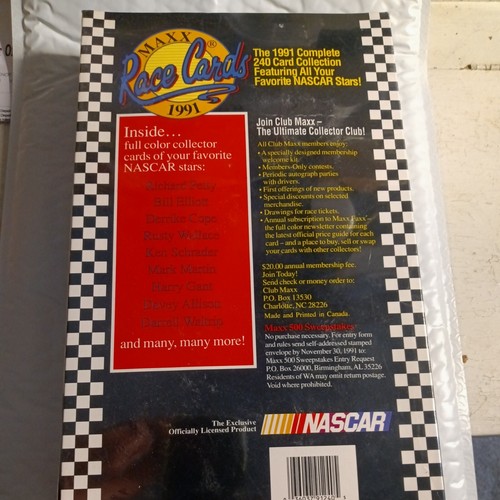 MAXX®
Race Cards
1991
The 1991 Complete
240 Card Collection
Featuring All Your
Favorite NASCAR Stars!
Inside…
full color collector
cards of your favorite
NASCAR stars:
Richard Petty
Bill Elliott
Derrike Cope
Rusty Wallace
Ken Schrader
Mark Martin
Harry Gant
Davey Allison
Darrell Waltrip
and many, many more!
Join Club Maxx –
The Ultimate Collector Club!
All Club Maxx members enjoy:
• A specially designed membership
welcome kit.
• Members-Only contests.
• Periodic autograph parties
with drivers.
• First offerings of new products.
• Special discounts on selected
merchandise.
• Drawings for race tickets.
• Annual subscription to Maxx Facts –
the full color newsletter containing
the latest official price guide for each
card – and a place to buy, sell or swap
your cards with other collectors!
$20.00 annual membership fee.
Join Today!
Send check or money order to:
Club Maxx
P.O. Box 13530
Charlotte, NC 28226
Made and Printed in Canada.
Maxx 500 Sweepstakes
No purchase necessary. For entry form
and rules send self-addressed stamped
envelope by November 30, 1991 to:
Maxx 500 Sweepstakes Entry Request
P.O. Box 26000, Birmingham, AL 35226
Residents of WA may omit return postage.
Void where prohibited.
The Exclusive
Officially Licensed Product
NASCAR